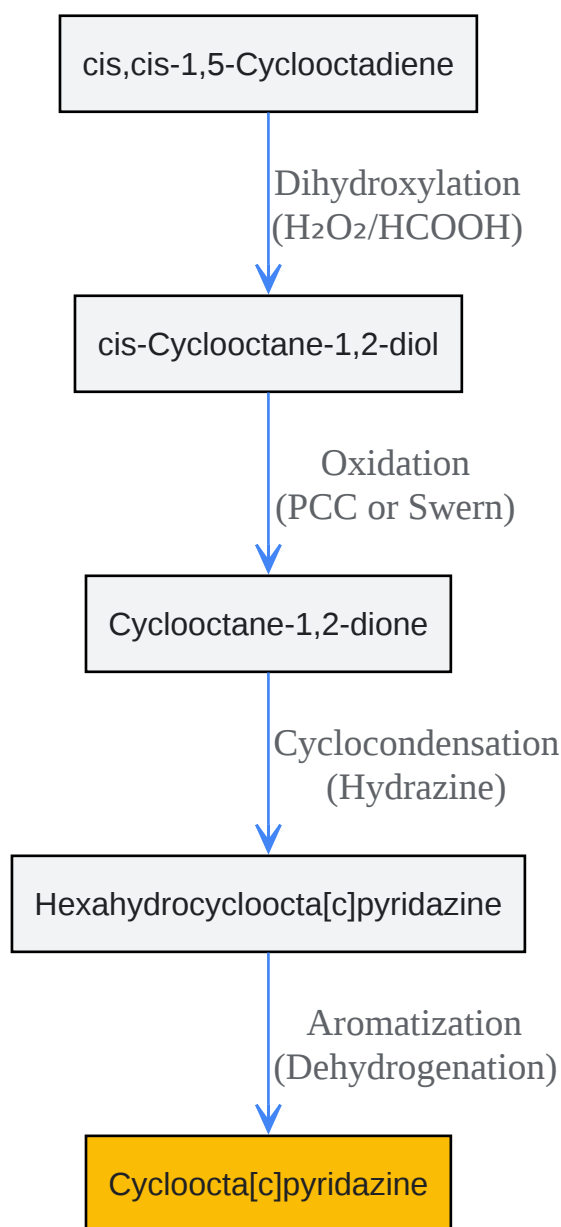 cis,cis-1,5-Cyclooctadiene
Dihydroxylation
(H₂O₂/HCOOH)
cis-Cyclooctane-1,2-diol
Oxidation
(PCC or Swern)
Cyclooctane-1,2-dione
Cyclocondensation
(Hydrazine)
Hexahydrocycloocta[c]pyridazine
Aromatization
(Dehydrogenation)
Cycloocta[c]pyridazine